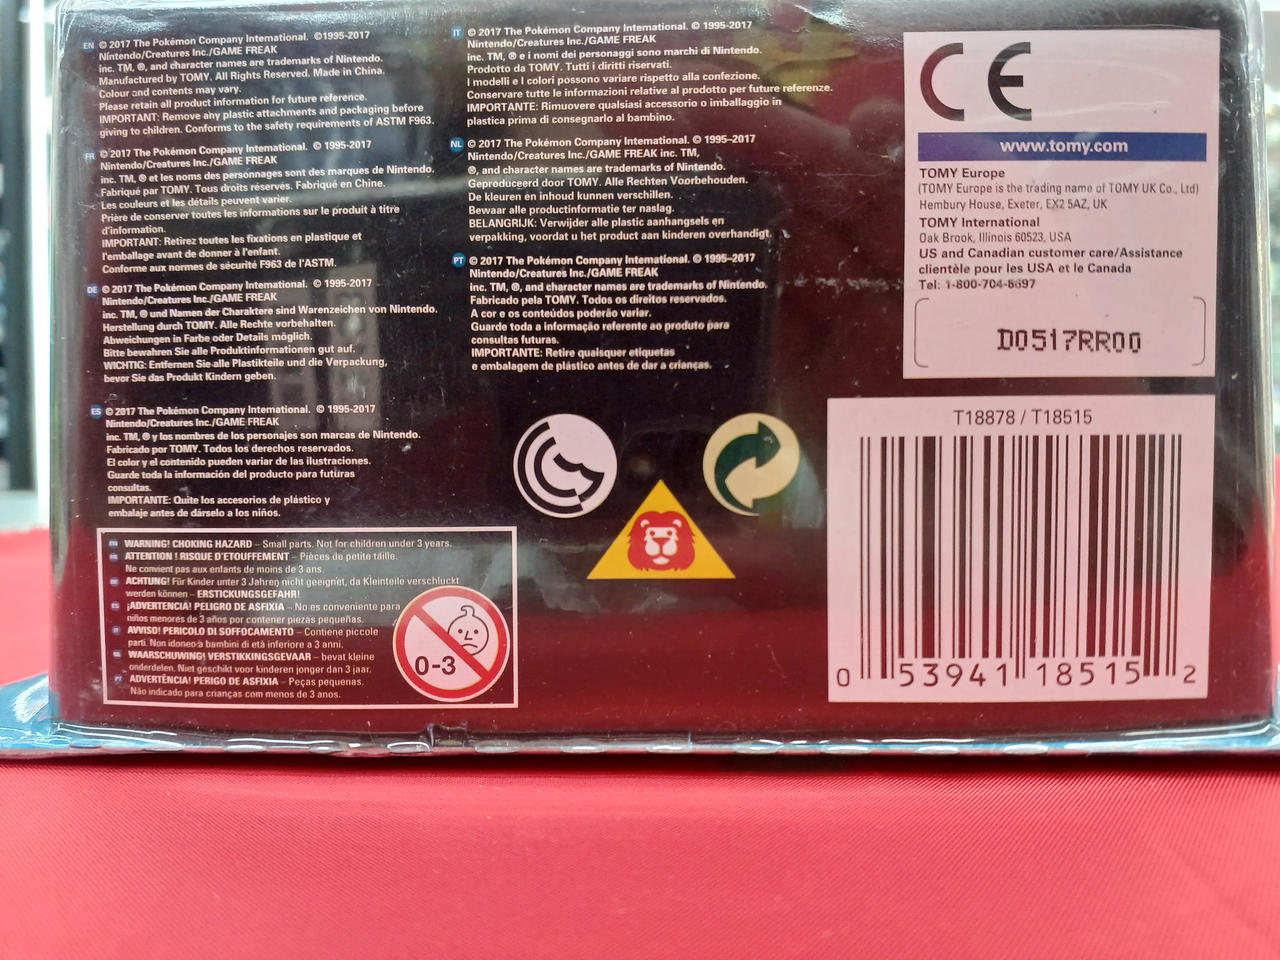 EN © 2017 The Pokémon Company International. ©1995-2017
Nintendo/Creatures Inc./GAME FREAK
inc. TM, ®, and character names are trademarks of Nintendo.
Manufactured by TOMY. All Rights Reserved. Made in China.
Colour and contents may vary.
Please retain all product information for future reference.
IMPORTANT: Remove any plastic attachments and packaging before
giving to children. Conforms to the safety requirements of ASTM F963.
FR © 2017 The Pokémon Company International. © 1995-2017
Nintendo/Creatures Inc./GAME FREAK
inc. TM, ® et les noms des personnages sont des marques de Nintendo.
Fabriqué par TOMY. Tous droits réservés. Fabriqué en Chine.
Les couleurs et les détails peuvent varier.
Prière de conserver toutes les informations sur le produit à titre
d'information.
IMPORTANT: Retirez toutes les fixations en plastique et
l'emballage avant de donner à l'enfant.
Conforme aux normes de sécurité F963 de l'ASTM.
DE © 2017 The Pokémon Company International. © 1995-2017
Nintendo/Creatures Inc./GAME FREAK
inc. TM, ® und Namen der Charaktere sind Warenzeichen von Nintendo.
Herstellung durch TOMY. Alle Rechte vorbehalten.
Abweichungen in Farbe oder Details möglich.
Bitte bewahren Sie alle Produktinformationen gut auf.
WICHTIG: Entfernen Sie alle Plastikteile und die Verpackung,
bevor Sie das Produkt Kindern geben.
ES © 2017 The Pokémon Company International. © 1995-2017
Nintendo/Creatures Inc./GAME FREAK
inc. TM, ® y los nombres de los personajes son marcas de Nintendo.
Fabricado por TOMY. Todos los derechos reservados.
El color y el contenido pueden variar de las ilustraciones.
Guarde toda la información del producto para futuras
consultas.
IMPORTANTE: Quite los accesorios de plástico y
embalaje antes de dárselo a los niños.
IT © 2017 The Pokémon Company International. © 1995-2017
Nintendo/Creatures Inc./GAME FREAK
inc. TM, ® e i nomi dei personaggi sono marchi di Nintendo.
Prodotto da TOMY. Tutti i diritti riservati.
I modelli e I colori possono variare rispetto alla confezione.
Conservare tutte le informazioni relative al prodotto per future referenze.
IMPORTANTE: Rimuovere qualsiasi accessorio o imballaggio in
plastica prima di consegnarlo al bambino.
NL © 2017 The Pokémon Company International. © 1995–2017
Nintendo/Creatures Inc./GAME FREAK inc. TM,
®, and character names are trademarks of Nintendo.
Geproduceerd door TOMY. Alle Rechten Voorbehouden.
De kleuren en inhoud kunnen verschillen.
Bewaar alle productinformatie ter naslag.
BELANGRIJK: Verwijder alle plastic aanhangsels en
verpakking, voordat u het product aan kinderen overhandigt.
PT © 2017 The Pokémon Company International. © 1995–2017
Nintendo/Creatures Inc./GAME FREAK
inc. TM, ®, and character names are trademarks of Nintendo.
Fabricado pela TOMY. Todos os direitos reservados.
A cor e os conteúdos poderão variar.
Guarde toda a informação referente ao produto para
consultas futuras.
IMPORTANTE: Retire qualquer etiquetas
e embalagem de plástico antes de dar a crianças.
WARNING! CHOKING HAZARD – Small parts. Not for children under 3 years.
ATTENTION ! RISQUE D'ETOUFFEMENT – Pièces de petite taille.
Ne convient pas aux enfants de moins de 3 ans.
ACHTUNG! Für Kinder unter 3 Jahren nicht geeignet, da Kleinteile verschluckt
werden können – ERSTICKUNGSGEFAHR!
¡ADVERTENCIA! PELIGRO DE ASFIXIA – No es conveniente para
niños menores de 3 años por contener piezas pequeñas.
AVVISO! PERICOLO DI SOFFOCAMENTO – Contiene piccole
parti. Non idoneo a bambini di età inferiore a 3 anni.
WAARSCHUWING! VERSTIKKINGSGEVAAR – bevat kleine
onderdelen. Niet geschikt voor kinderen jonger dan 3 jaar.
ADVERTÊNCIA! PERIGO DE ASFIXIA – Peças pequenas.
Não indicado para crianças com menos de 3 anos.
0-3
CE
www.tomy.com
TOMY Europe
(TOMY Europe is the trading name of TOMY UK Co., Ltd)
Hembury House, Exeter, EX2 5AZ, UK
TOMY International
Oak Brook, Illinois 60523, USA
US and Canadian customer care/Assistance
clientèle pour les USA et le Canada
Tel: 1-800-704-8697
D0517RR00
T18878 / T18515
0 53941 18515 2